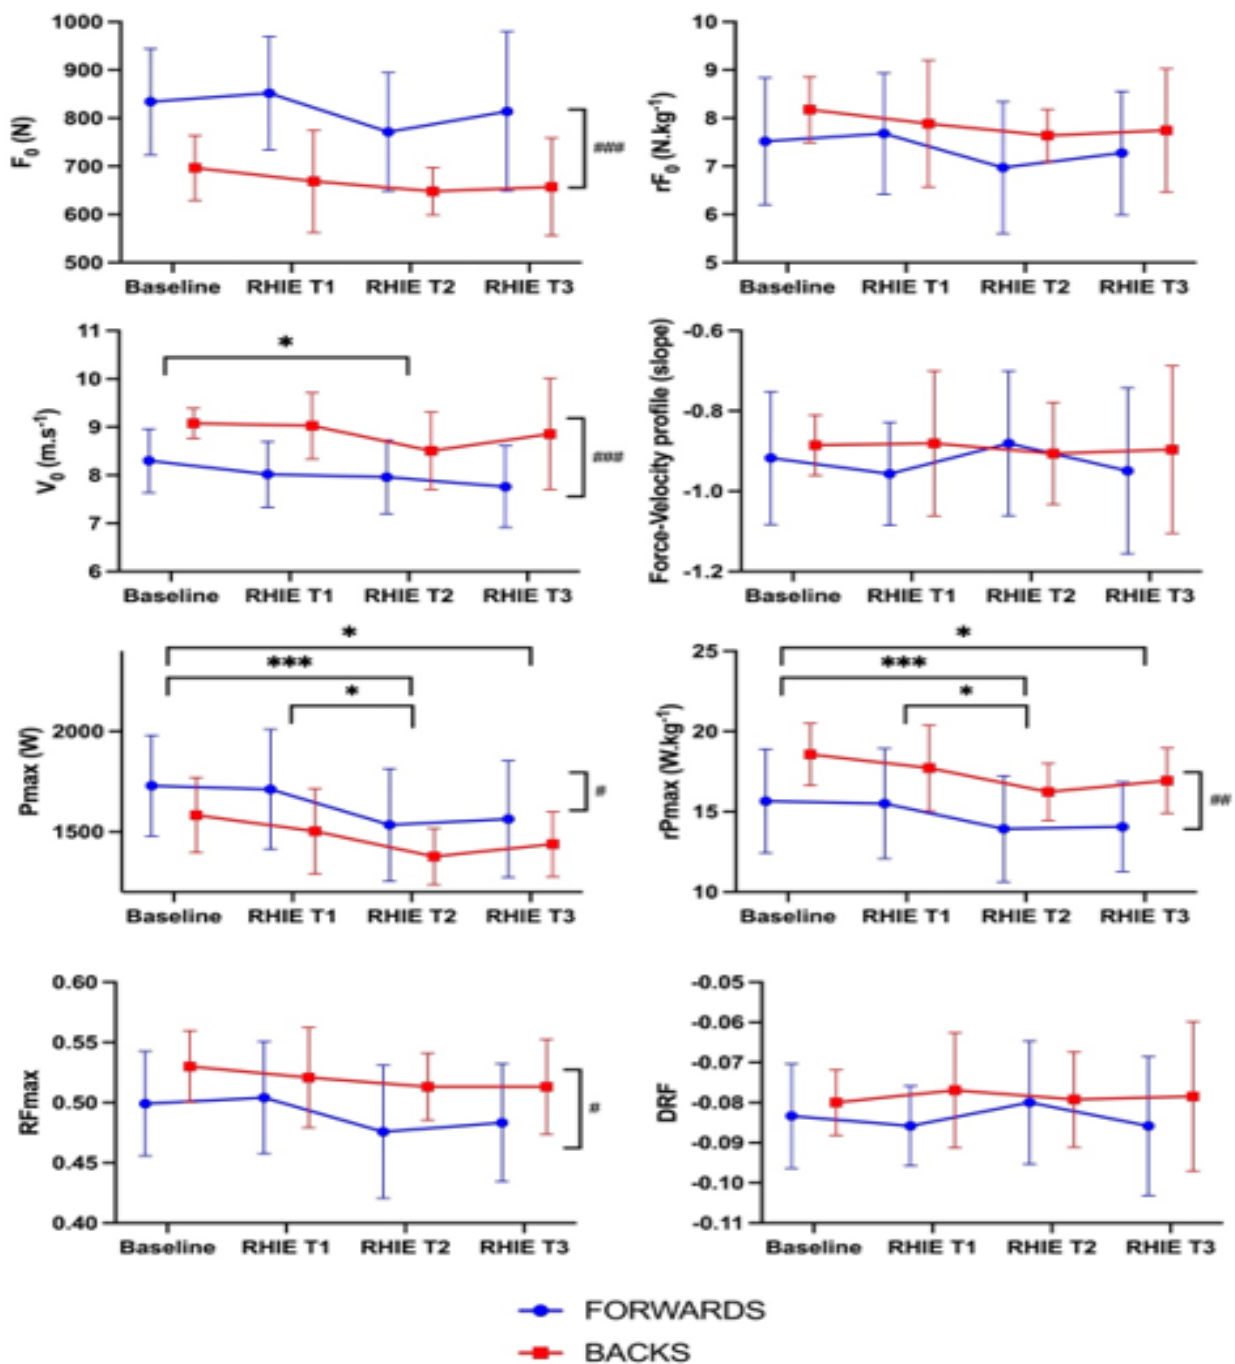 F₀ (N)
1000
900
800
700
600
500
###
Baseline RHIE T1 RHIE T2 RHIE T3
rF₀ (N.kg⁻¹)
10
9
8
7
6
5
Baseline RHIE T1 RHIE T2 RHIE T3
V₀ (m.s⁻¹)
11
10
9
8
7
6
*
###
Baseline RHIE T1 RHIE T2 RHIE T3
Force-Velocity profile (slope)
-0.6
-0.8
-1.0
-1.2
Baseline RHIE T1 RHIE T2 RHIE T3
Pmax (W)
2000
1500
*
***
*
#
Baseline RHIE T1 RHIE T2 RHIE T3
rPmax (W.kg⁻¹)
25
20
15
10
*
***
*
##
Baseline RHIE T1 RHIE T2 RHIE T3
RFmax
0.60
0.55
0.50
0.45
0.40
#
Baseline RHIE T1 RHIE T2 RHIE T3
DRF
-0.05
-0.06
-0.07
-0.08
-0.09
-0.10
-0.11
Baseline RHIE T1 RHIE T2 RHIE T3
FORWARDS
BACKS